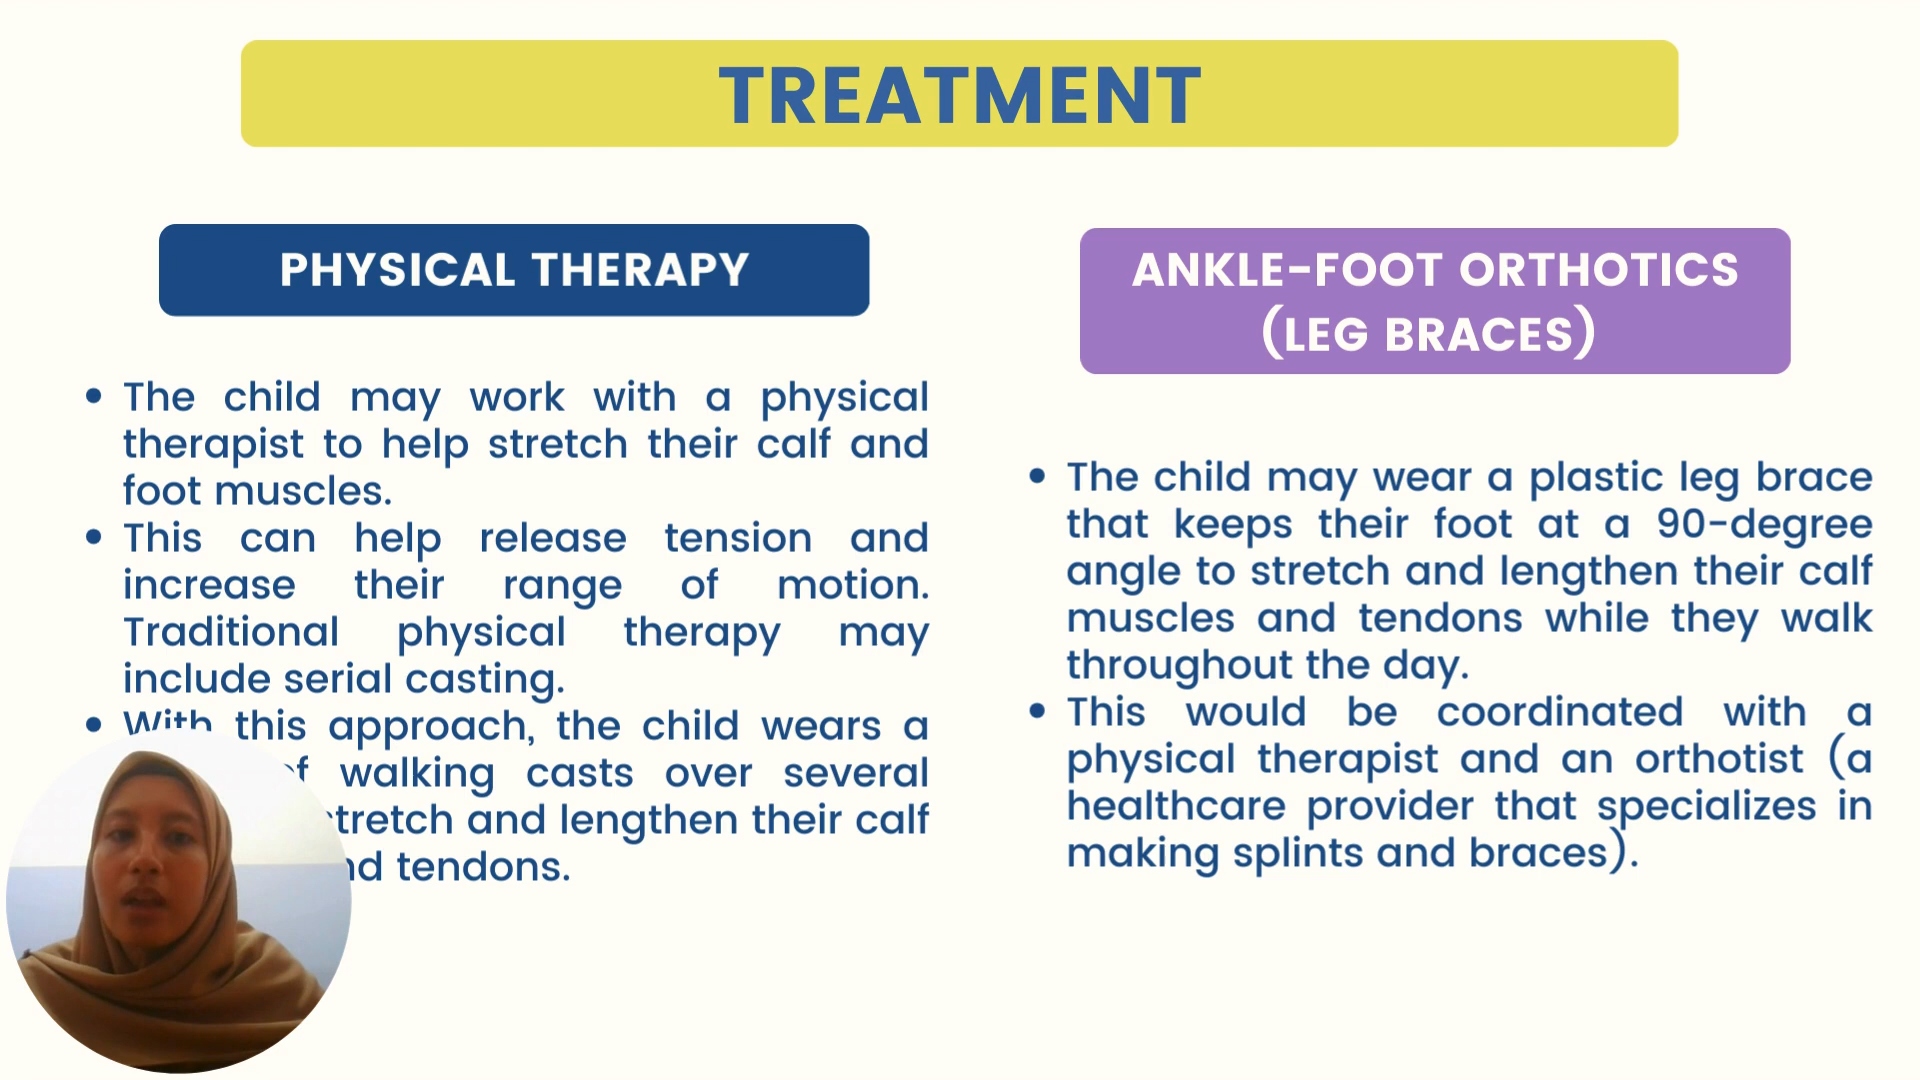 TREATMENT
PHYSICAL THERAPY
The child may work with a physical
therapist to help stretch their calf and
foot muscles.
This can help release tension and
increase their range of motion.
Traditional physical therapy may
include serial casting.
With this approach, the child wears a
of walking casts over several
stretch and lengthen their calf
tendons.
ANKLE-FOOT ORTHOTICS
(LEG BRACES)
The child may wear a plastic leg brace
that keeps their foot at a 90-degree
angle to stretch and lengthen their calf
muscles and tendons while they walk
throughout the day.
This would be coordinated with a
physical therapist and an orthotist (a
healthcare provider that specializes in
making splints and braces).